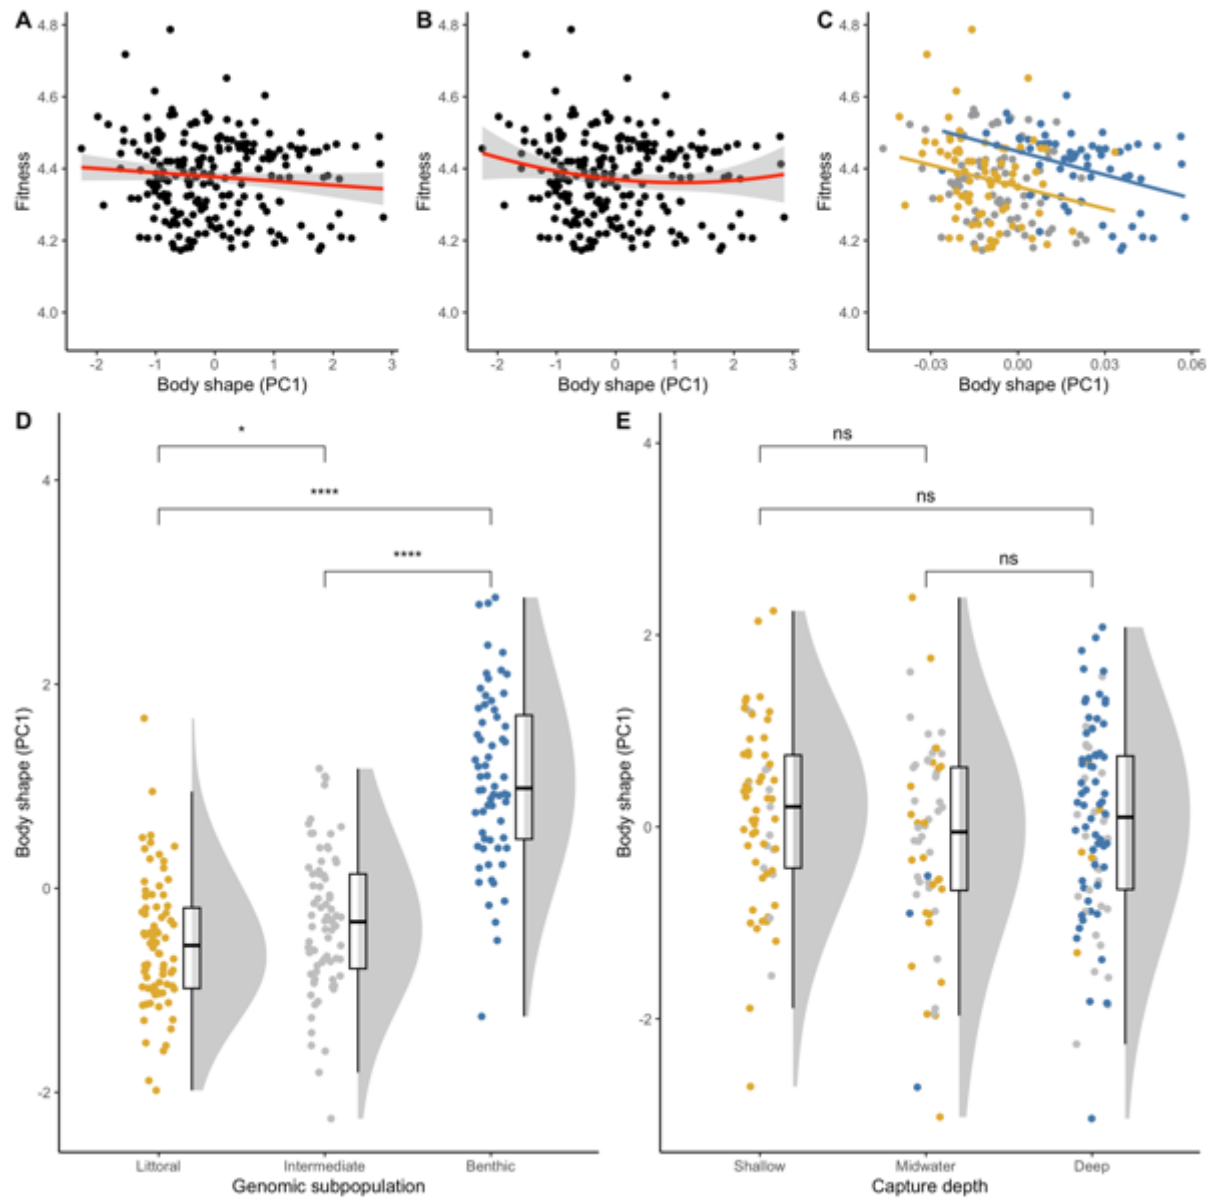 A
B
C
4.8
4.6
4.4
4.2
4.0
Fitness
-2
-1
0
1
2
3
Body shape (PC1)
4.8
4.6
4.4
4.2
4.0
Fitness
-2
-1
0
1
2
3
Body shape (PC1)
4.8
4.6
4.4
4.2
4.0
Fitness
-0.03
0.00
0.03
0.06
Body shape (PC1)
D
*
****
****
4
2
0
-2
Body shape (PC1)
Littoral
Intermediate
Benthic
Genomic subpopulation
E
ns
ns
ns
4
2
0
-2
Body shape (PC1)
Shallow
Midwater
Deep
Capture depth